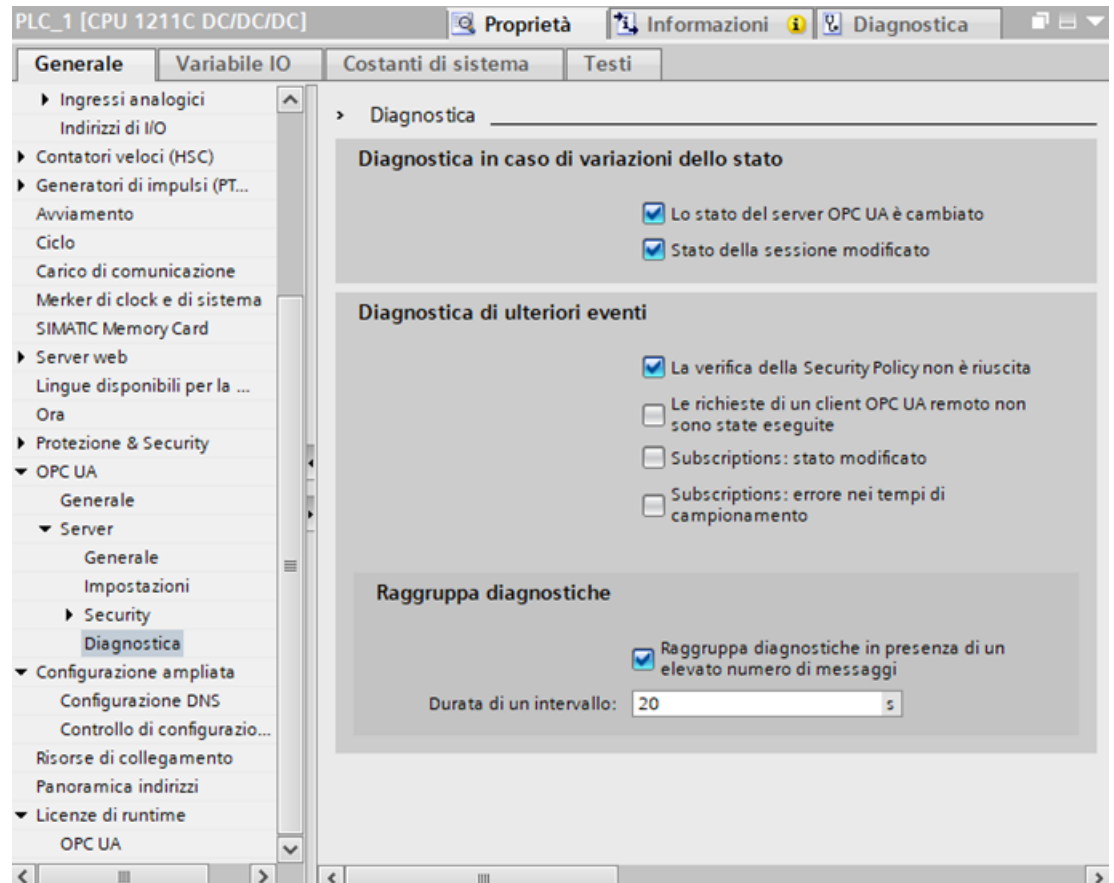 PLC_1 [CPU 1211C DC/DC/DC]
Proprietà
Informazioni
Diagnostica
Generale
Variabile IO
Costanti di sistema
Testi
Ingressi analogici
Indirizzi di I/O
Contatori veloci (HSC)
Generatori di impulsi (PT...
Avviamento
Ciclo
Carico di comunicazione
Merker di clock e di sistema
SIMATIC Memory Card
Server web
Lingue disponibili per la ...
Ora
Protezione & Security
OPC UA
Generale
Server
Generale
Impostazioni
Security
Diagnostica
Configurazione ampliata
Configurazione DNS
Controllo di configurazio...
Risorse di collegamento
Panoramica indirizzi
Licenze di runtime
OPC UA
Diagnostica
Diagnostica in caso di variazioni dello stato
Lo stato del server OPC UA è cambiato
Stato della sessione modificato
Diagnostica di ulteriori eventi
La verifica della Security Policy non è riuscita
Le richieste di un client OPC UA remoto non
sono state eseguite
Subscriptions: stato modificato
Subscriptions: errore nei tempi di
campionamento
Raggruppa diagnostiche
Raggruppa diagnostiche in presenza di un
elevato numero di messaggi
Durata di un intervallo: 20 s